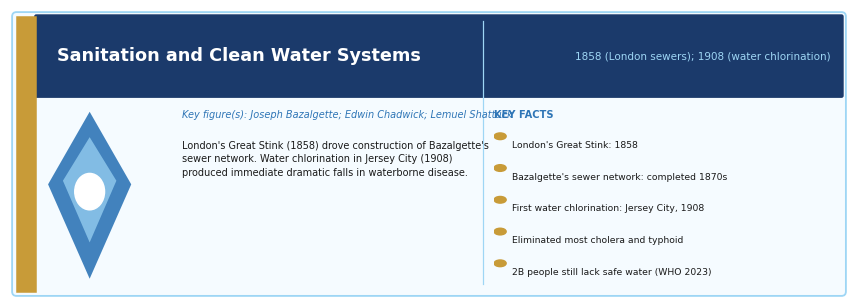 Sanitation and Clean Water Systems
1858 (London sewers); 1908 (water chlorination)
Key figure(s): Joseph Bazalgette; Edwin Chadwick; Lemuel
London's Great Stink (1858) drove construction of Bazalgette's
sewer network. Water chlorination in Jersey City (1908)
produced immediate dramatic falls in waterborne disease.
KEY FACTS
London's Great Stink: 1858
Bazalgette's sewer network: completed 1870s
First water chlorination: Jersey City, 1908
Eliminated most cholera and typhoid
2B people still lack safe water (WHO 2023)